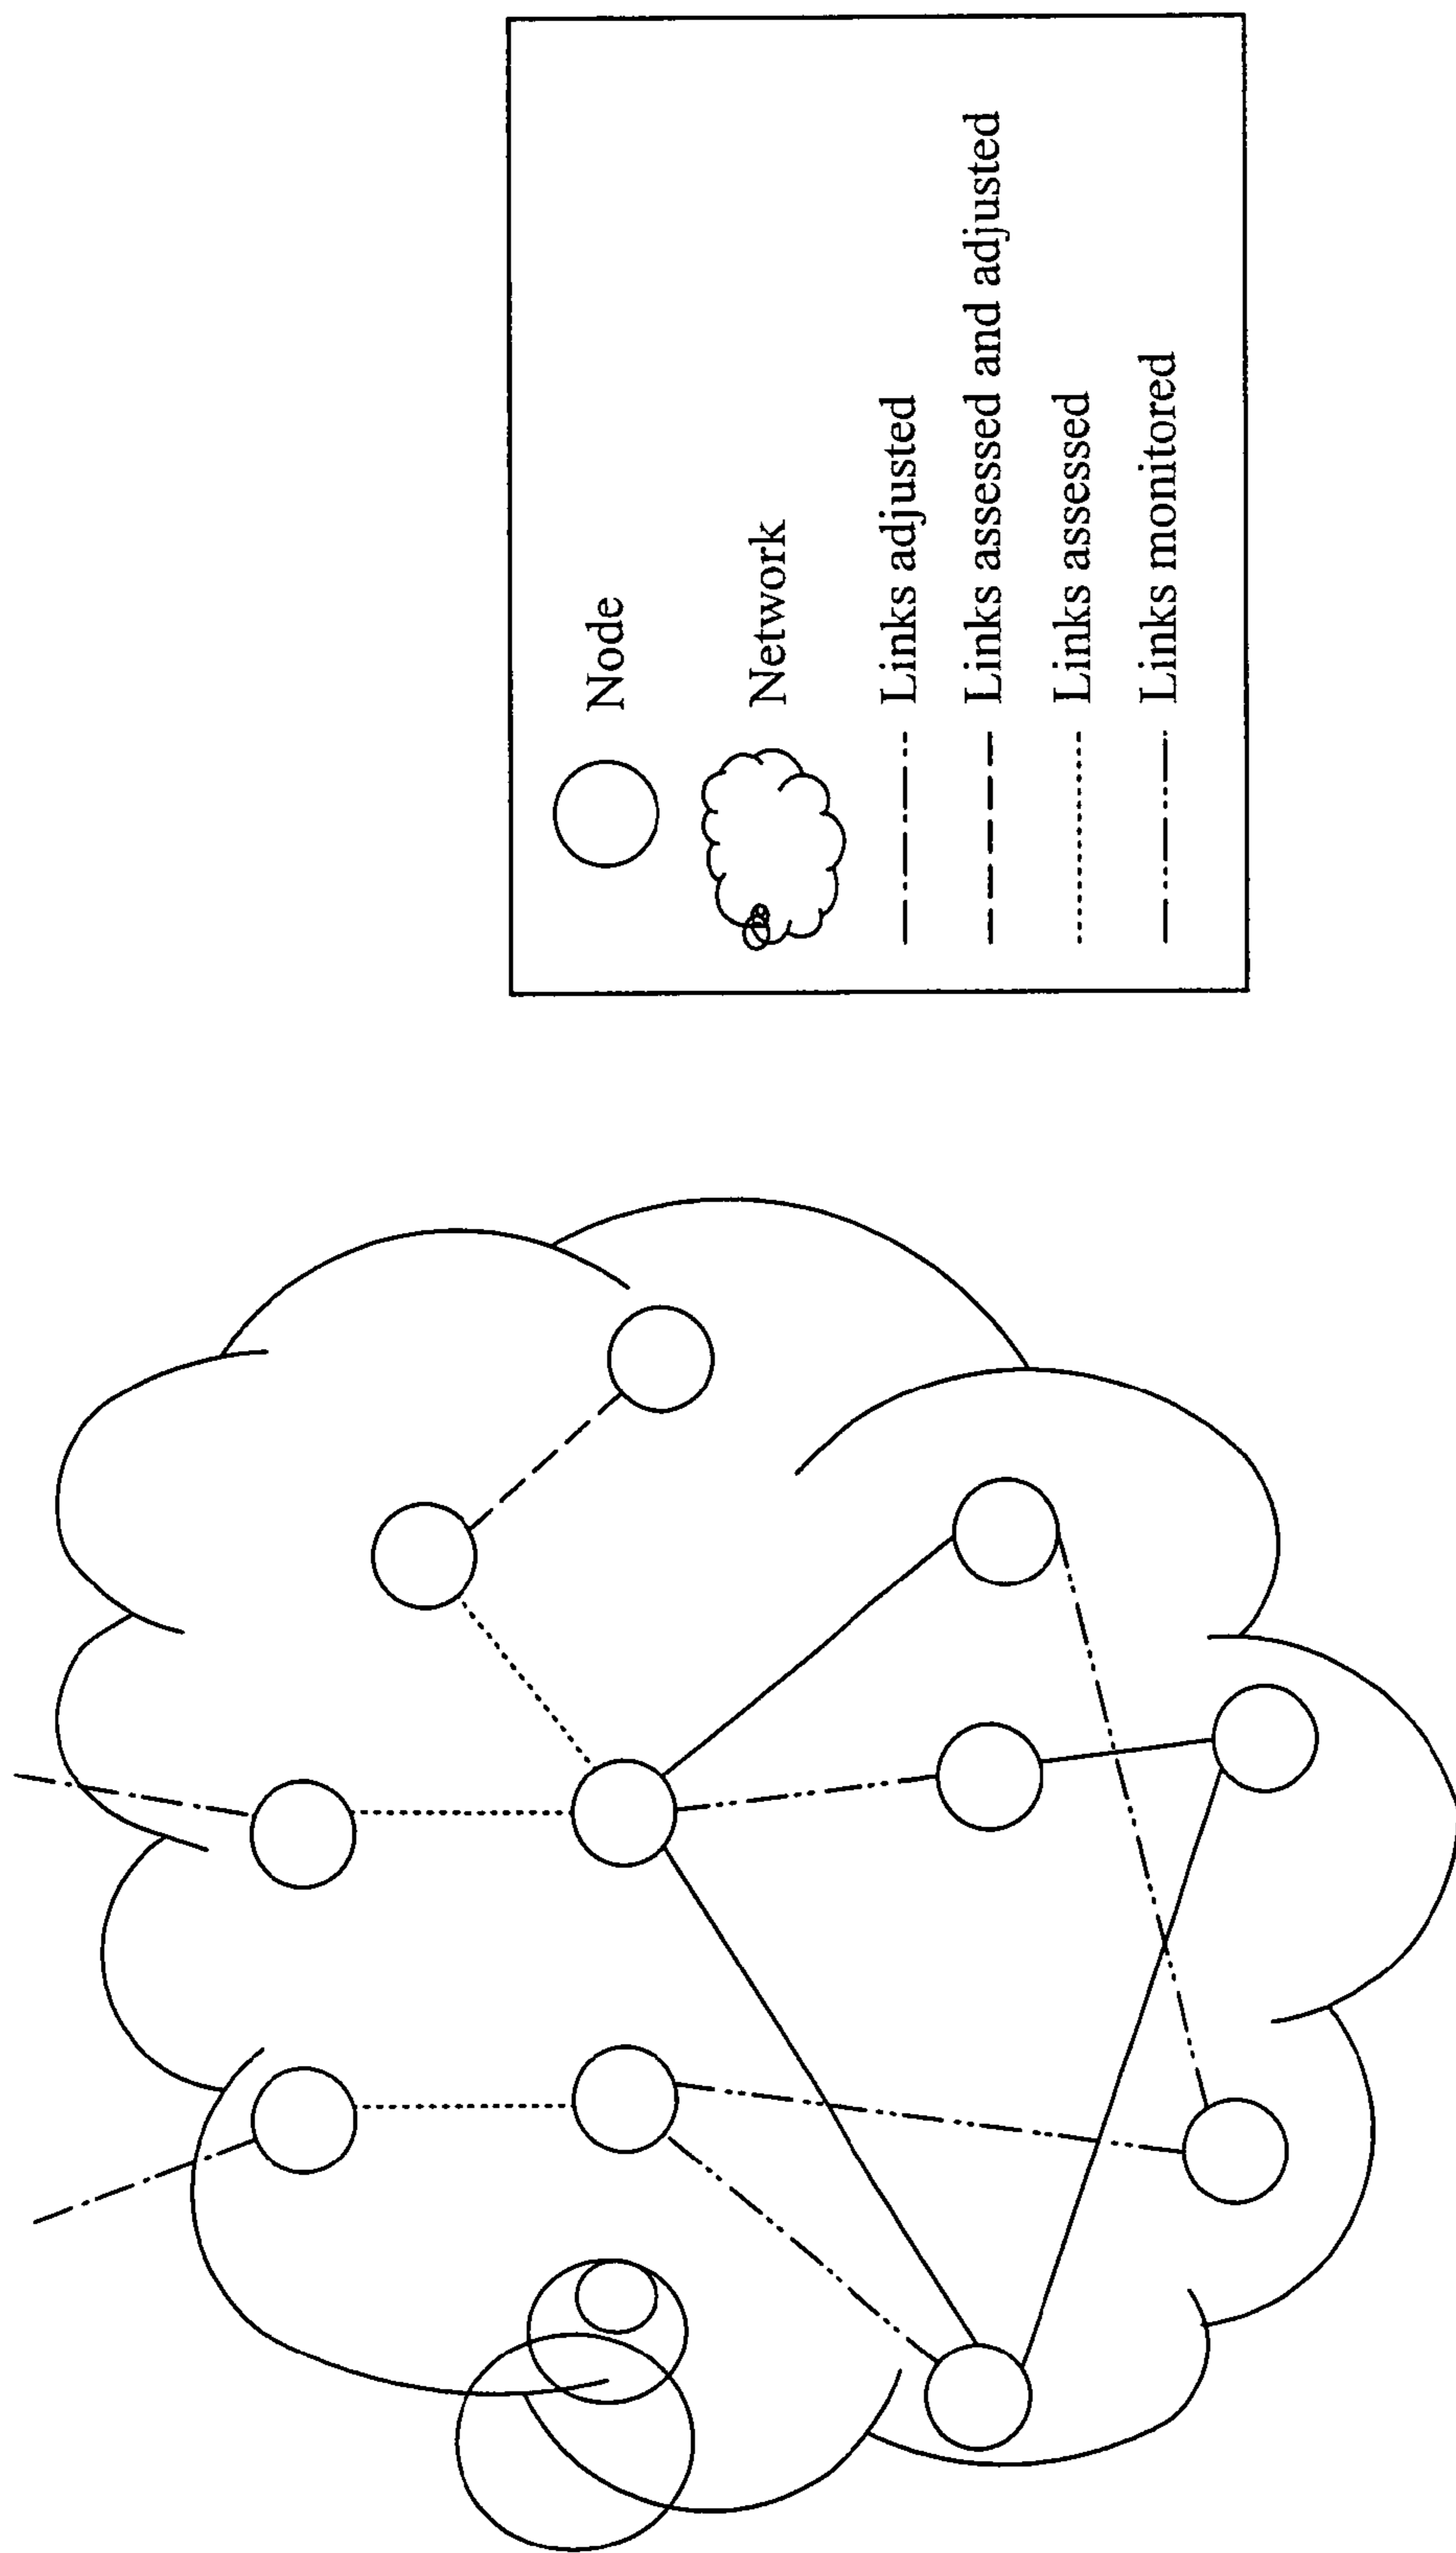 Node
Network
Links adjusted
Links assessed and adjusted
Links assessed
Links monitored